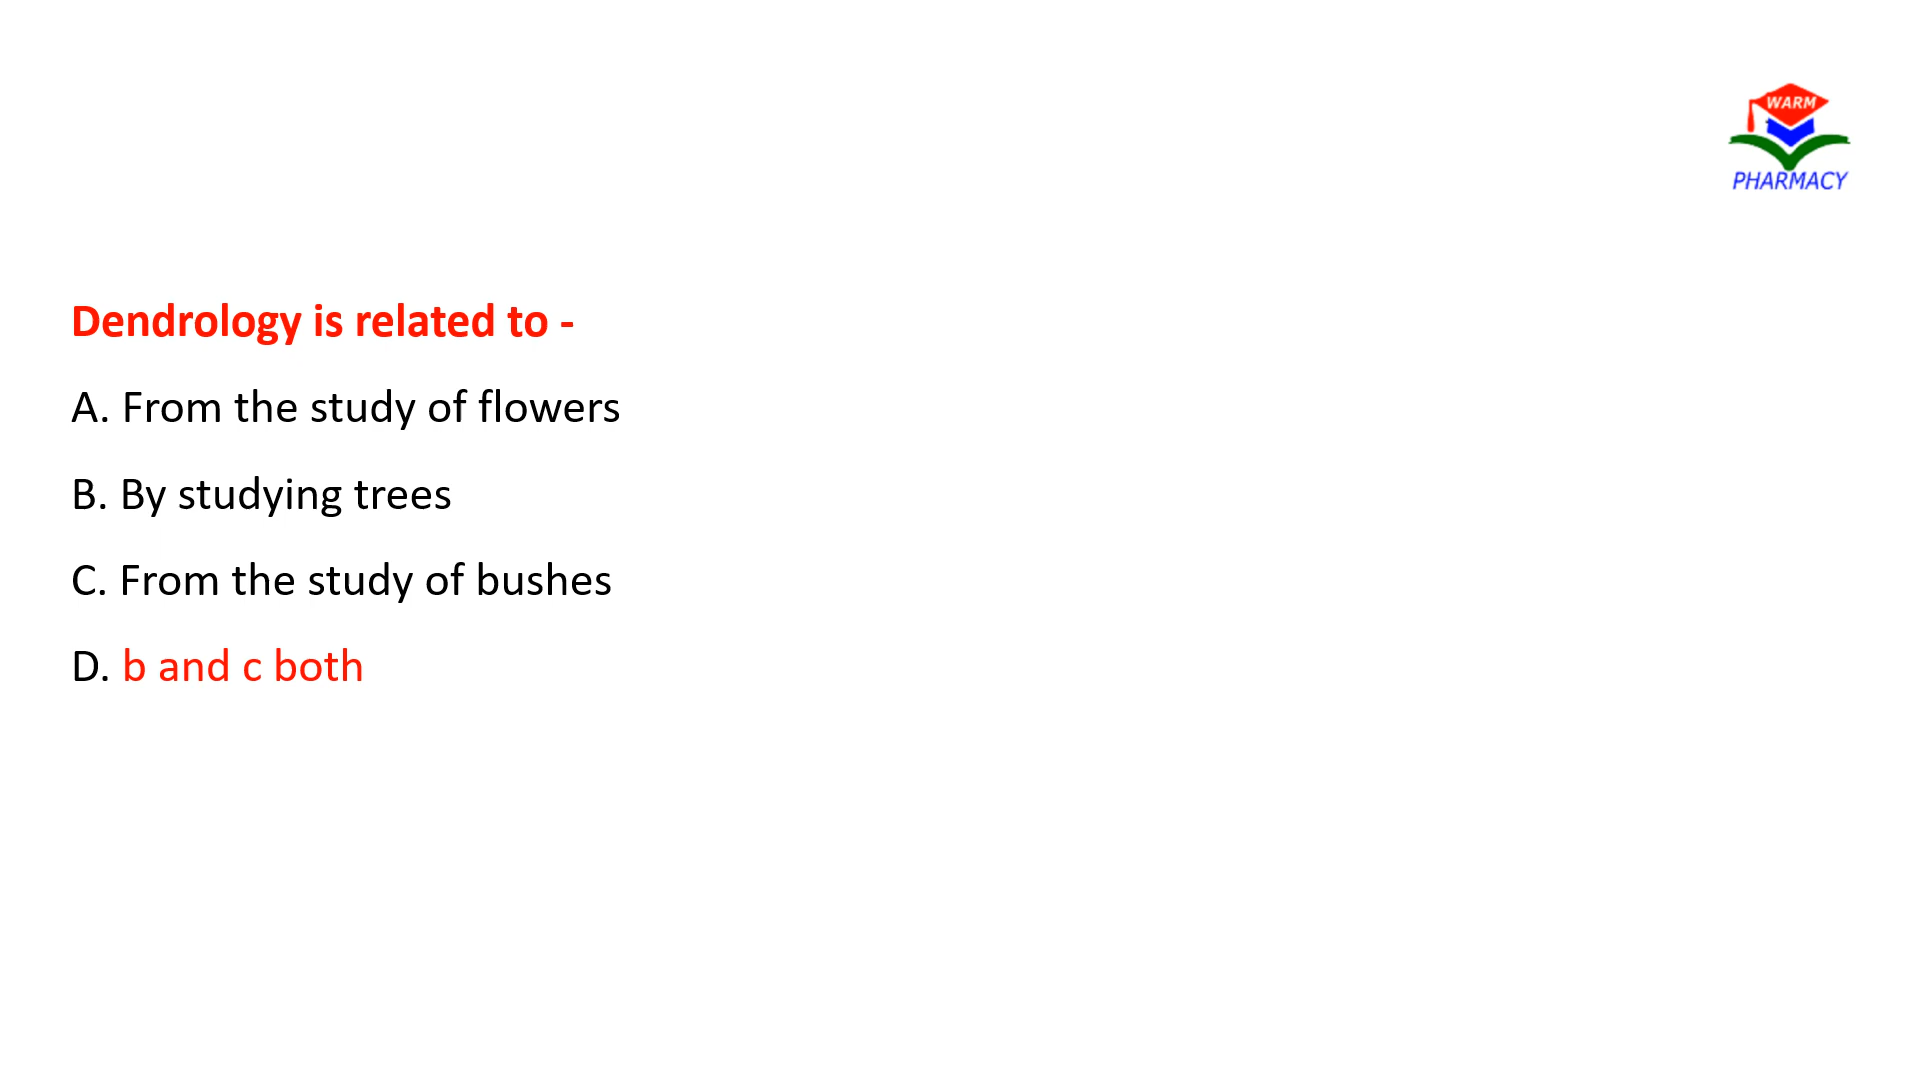 WARM
PHARMACY
Dendrology is related to -
A. From the study of flowers
B. By studying trees
C. From the study of bushes
D. b and c both